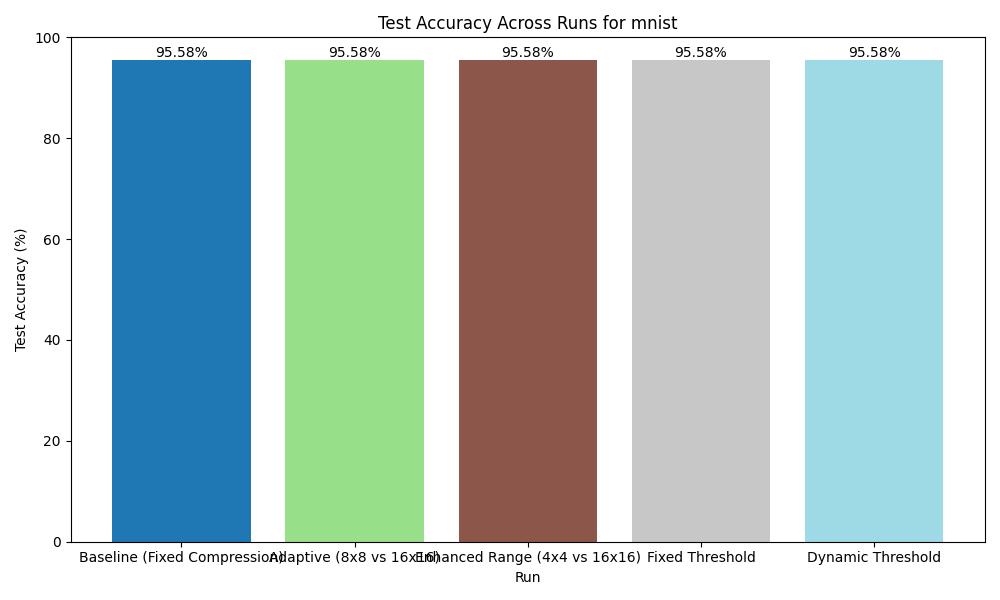 Test Accuracy Across Runs for mnist
100
80
60
40
20
0
Test Accuracy (%)
95.58% 95.58% 95.58% 95.58% 95.58%
Baseline (Fixed Compression) Adaptive (8x8 vs 16x16) Enhanced Range (4x4 vs 16x16) Fixed Threshold Dynamic Threshold
Run